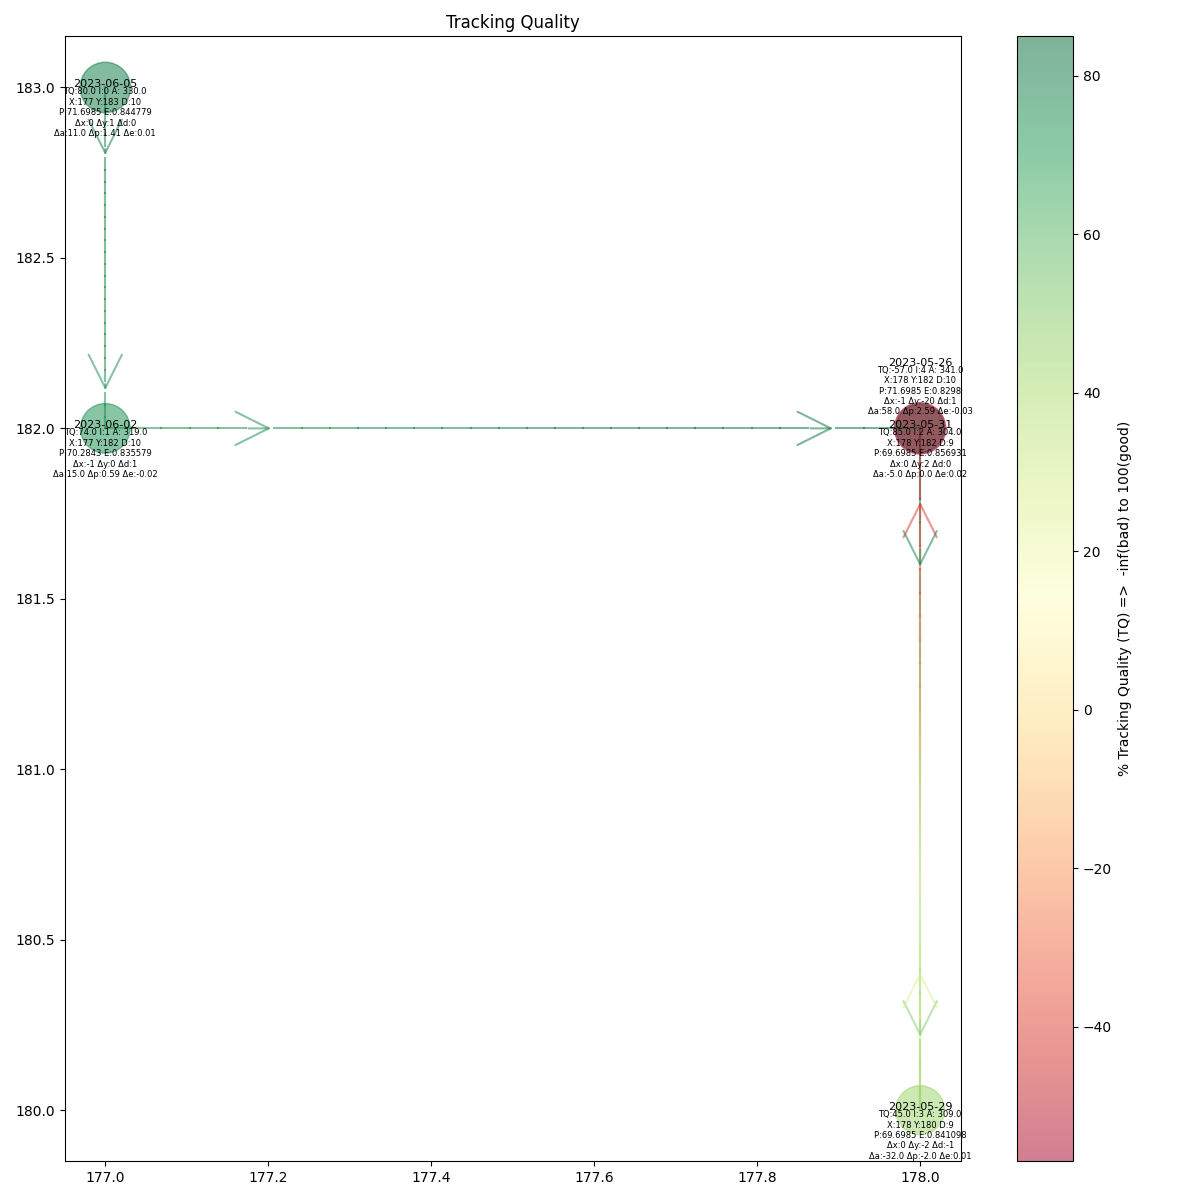 Tracking Quality
183.0
182.5
182.0
181.5
181.0
180.5
180.0
177.0
177.2
177.4
177.6
177.8
178.0
2023-06-05
TQ:80.0 I:0 A: 330.0
X:177 Y:183 D:10
P:71.6985 E:0.844779
Δx:0 Δy:1 Δd:0
Δa:11.0 Δp:1.41 Δe:0.01
2023-06-02
TQ:74.0 I:1 A: 319.0
X:177 Y:182 D:10
P:70.2843 E:0.835579
Δx:-1 Δy:0 Δd:1
Δa:15.0 Δp:0.59 Δe:-0.02
2023-05-26
TQ:-57.0 I:4 A: 341.0
X:178 Y:182 D:10
P:71.6985 E:0.8298
Δx:-1 Δy:-20 Δd:1
Δa:58.0 Δp:2.59 Δe:-0.03
2023-05-31
TQ:85.0 I:2 A: 304.0
X:178 Y:182 D:9
P:69.6985 E:0.856931
Δx:0 Δy:2 Δd:0
Δa:-5.0 Δp:0.0 Δe:0.02
2023-05-29
TQ:45.0 I:3 A: 309.0
X:178 Y:180 D:9
P:69.6985 E:0.841098
Δx:0 Δy:-2 Δd:-1
Δa:-32.0 Δp:-2.0 Δe:0.01
80
60
40
20
0
−20
−40
% Tracking Quality (TQ) => -inf(bad) to 100(good)